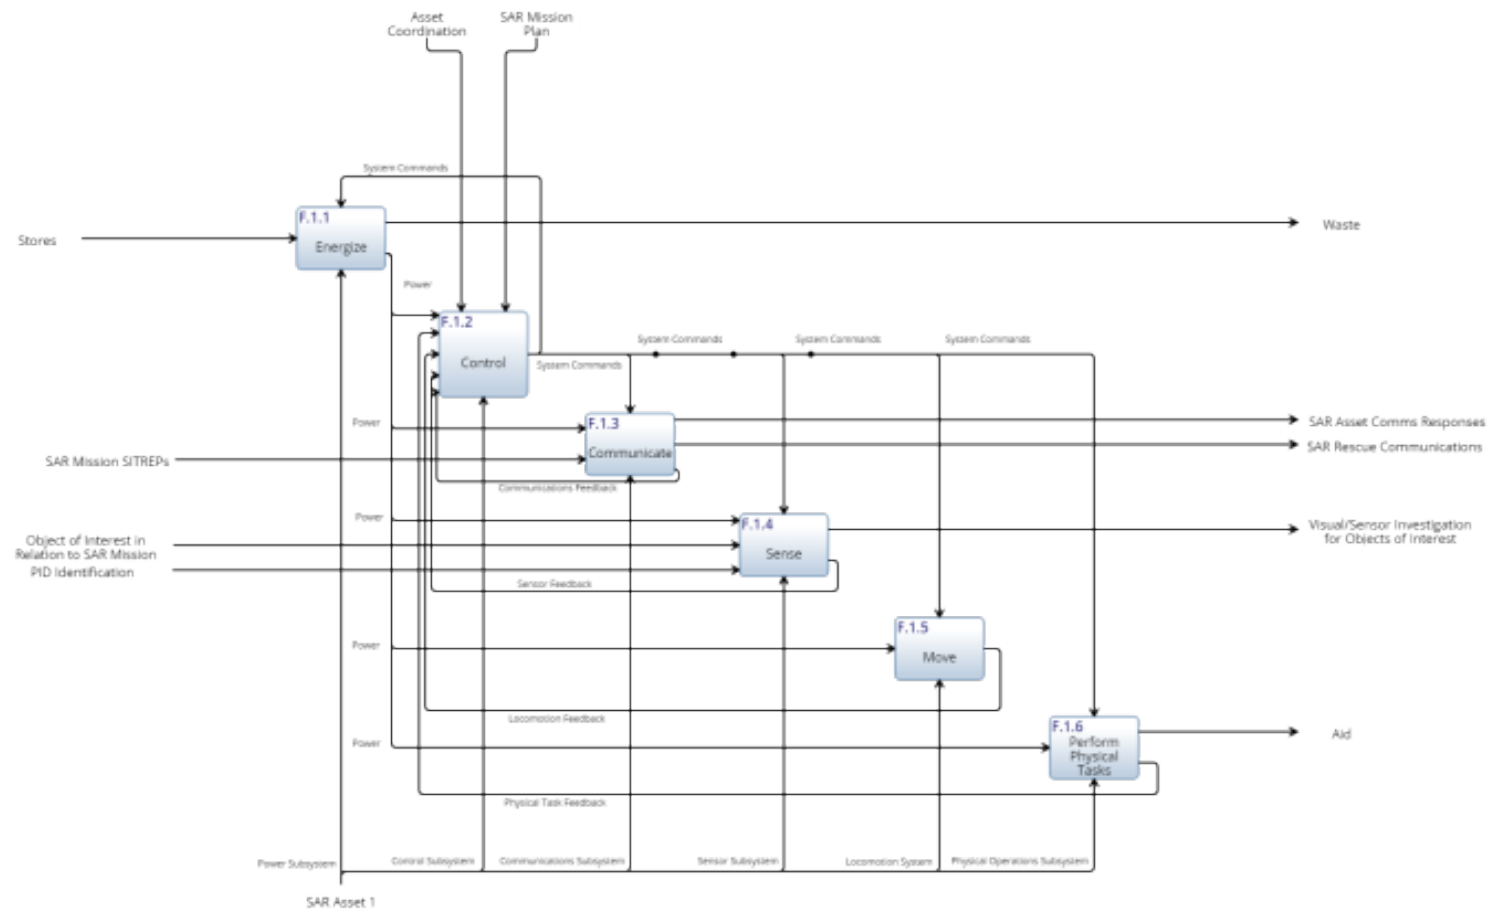 Asset
Coordination
SAR Mission
Plan
System Commands
F.1.1
Energize
Stores
Waste
Power
F.1.2
Control
System Commands
System Commands
System Commands
System Commands
Power
F.1.3
Communicate
SAR Asset Comms Responses
SAR Rescue Communications
SAR Mission SITREPs
Communications Feedback
Power
F.1.4
Sense
Visual/Sensor Investigation
for Objects of Interest
Object of Interest in
Relation to SAR Mission
PID Identification
Sensor Feedback
Power
F.1.5
Move
Locomotion Feedback
Power
F.1.6
Perform
Physical
Tasks
Aid
Physical Task Feedback
Power Subsystem
Control Subsystem
Communications Subsystem
Sensor Subsystem
Locomotion System
Physical Operations Subsystem
SAR Asset 1